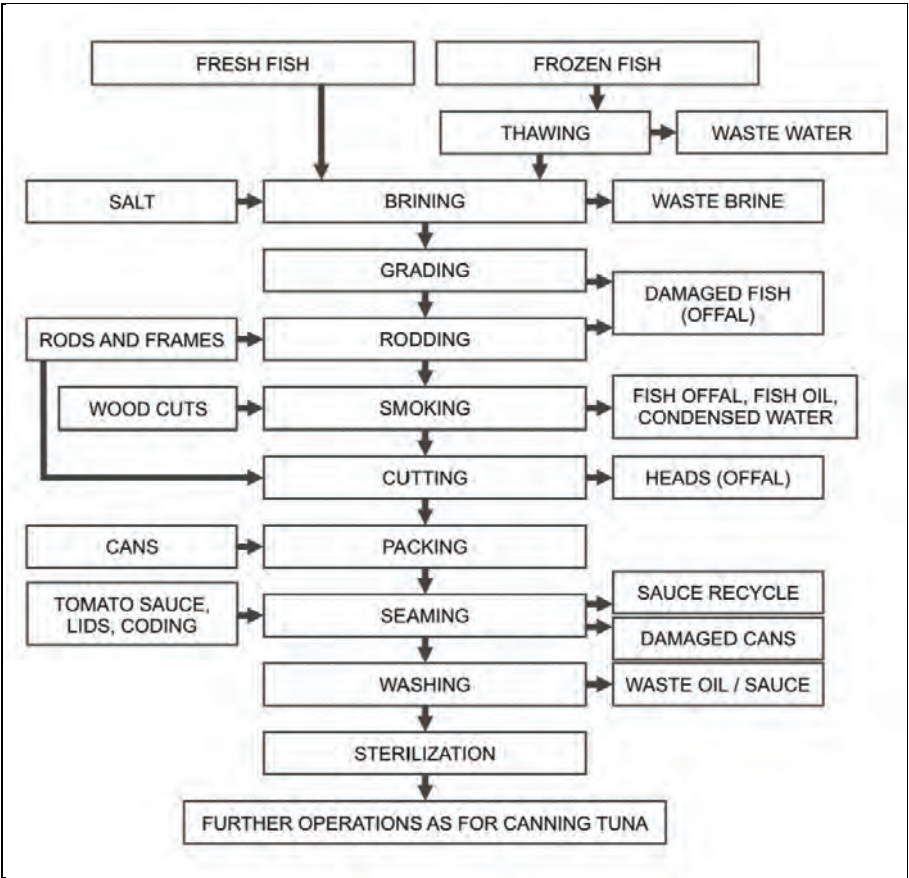 FRESH FISH
FROZEN FISH
THAWING
WASTE WATER
SALT
BRINING
WASTE BRINE
GRADING
DAMAGED FISH
(OFFAL)
RODS AND FRAMES
RODDING
WOOD CUTS
SMOKING
FISH OFFAL, FISH OIL,
CONDENSED WATER
CUTTING
HEADS (OFFAL)
CANS
PACKING
TOMATO SAUCE,
LIDS, CODING
SEAMING
SAUCE RECYCLE
DAMAGED CANS
WASHING
WASTE OIL / SAUCE
STERILIZATION
FURTHER OPERATIONS AS FOR CANNING TUNA